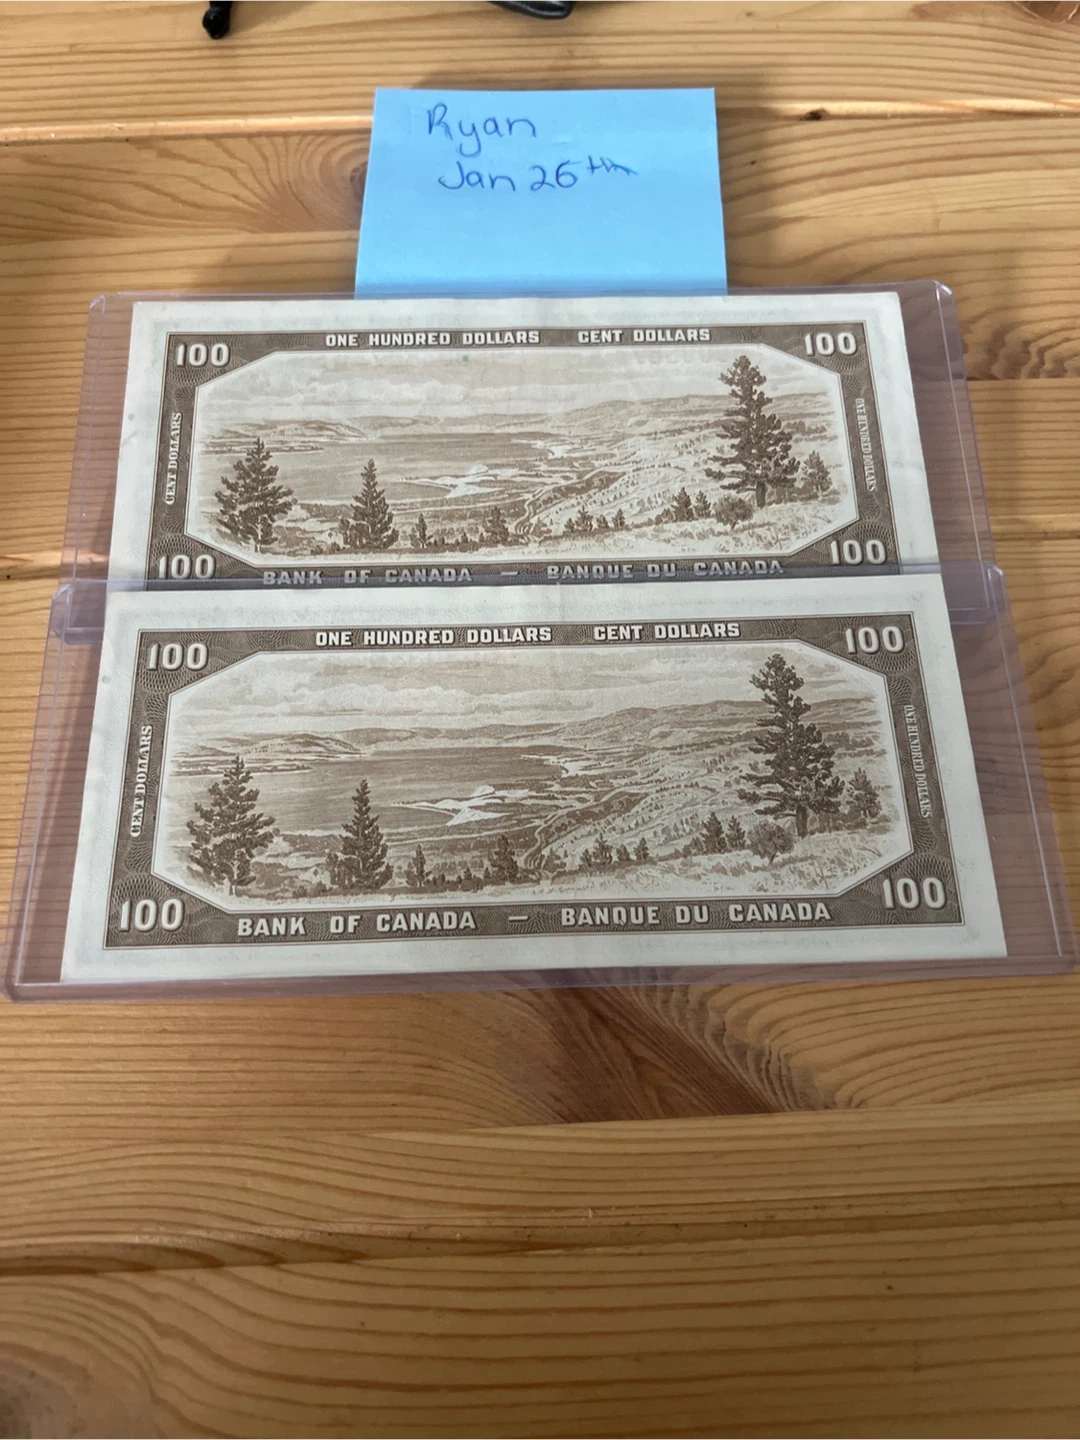 Ryan
Jan 26th
ONE HUNDRED DOLLARS CENT DOLLARS
100 100
CENT DOLLARS
ONE HUNDRED DOLLARS
100 100
BANK OF CANADA — BANQUE DU CANADA
ONE HUNDRED DOLLARS CENT DOLLARS
100 100
CENT DOLLARS
ONE HUNDRED DOLLARS
100 100
BANK OF CANADA — BANQUE DU CANADA